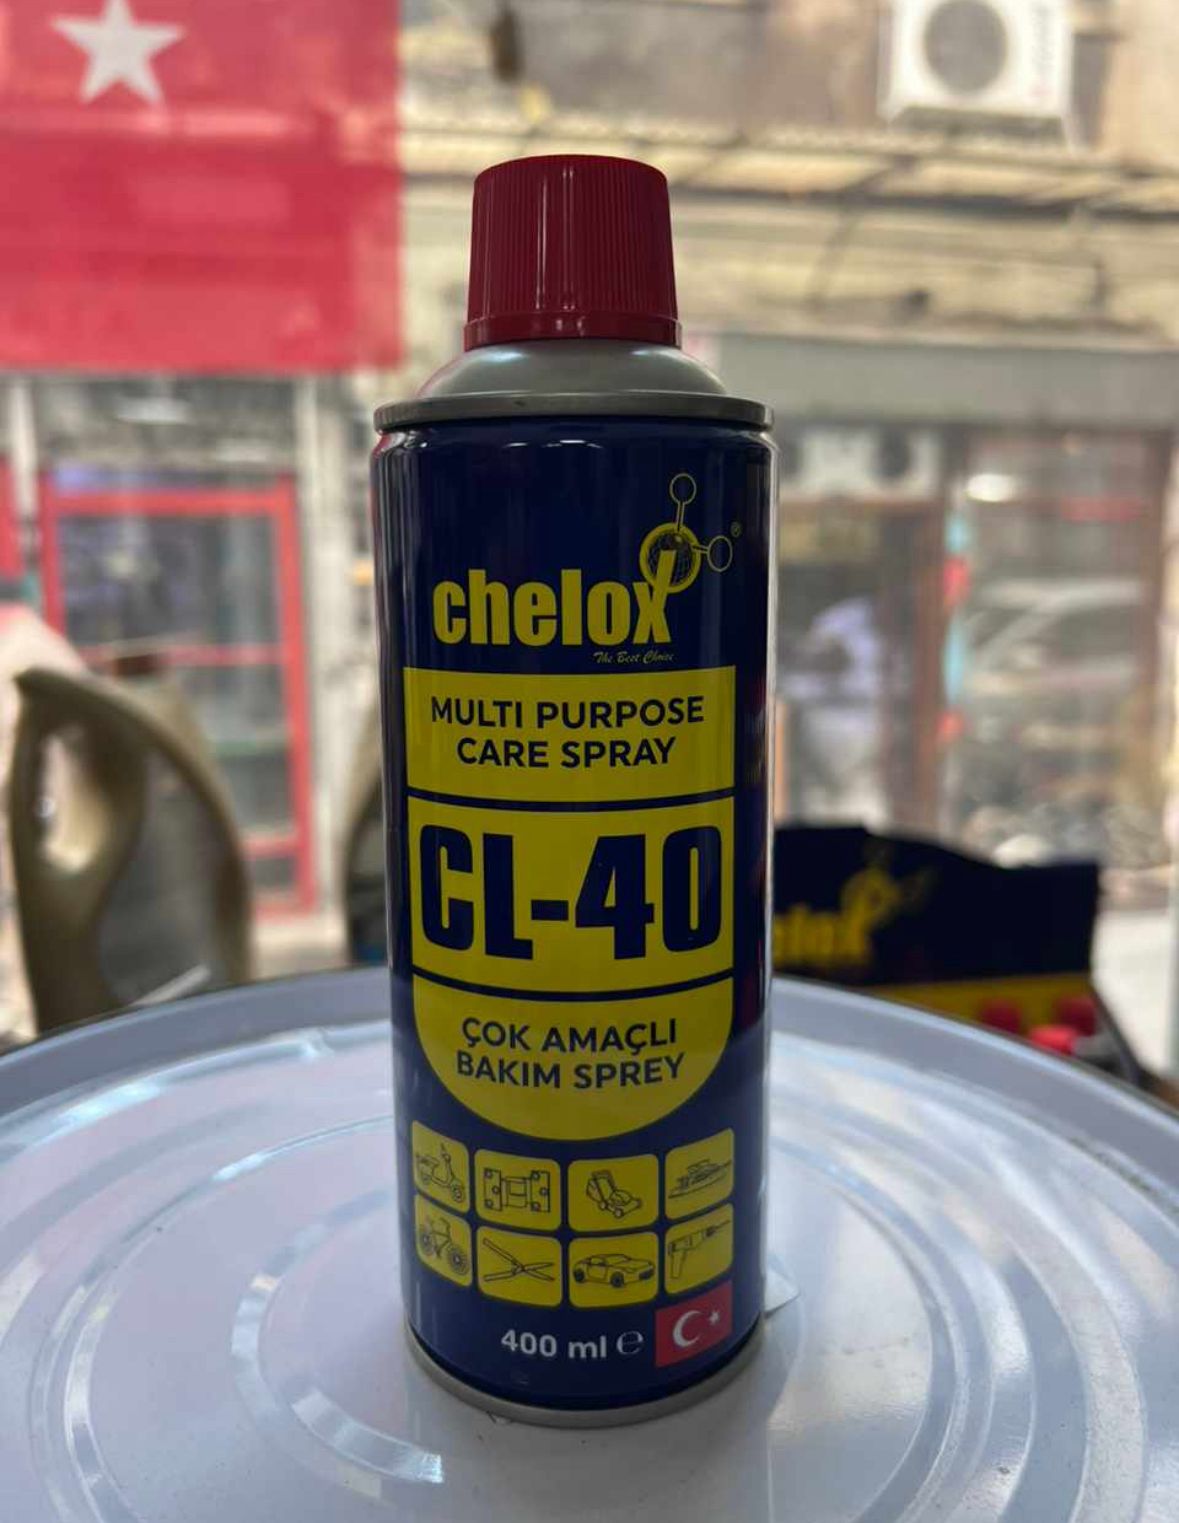 chelox
®
The Best Choice
MULTI PURPOSE
CARE SPRAY
CL-40
ÇOK AMAÇLI
BAKIM SPREY
400 ml ℮